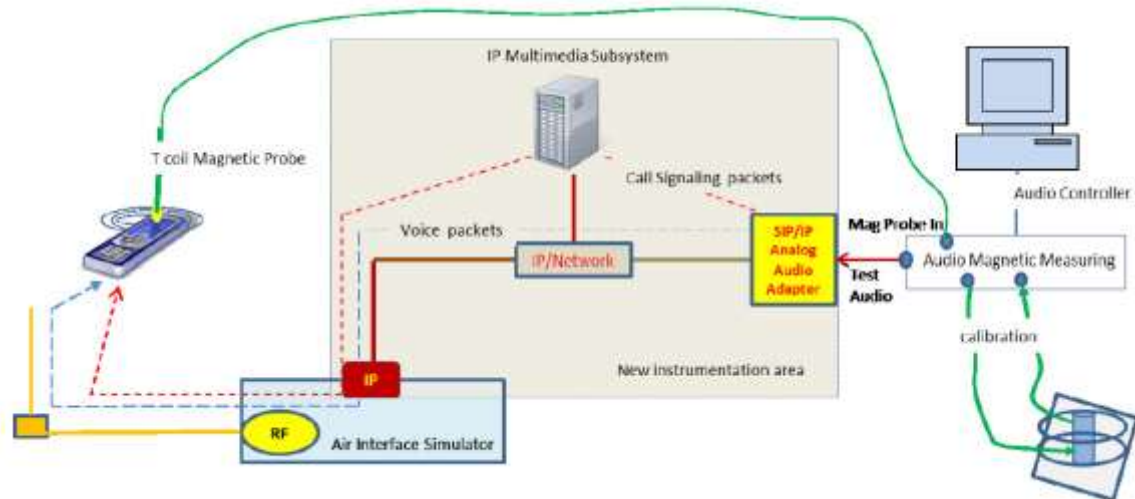 IP Multimedia Subsystem
T coil Magnetic Probe
Call Signaling packets
Audio Controller
Voice packets
SIP/IP
Analog
Audio
Adapter
Mag Probe In
IP/Network
Audio Magnetic Measuring
Test
Audio
calibration
IP
New instrumentation area
RF
Air Interface Simulator